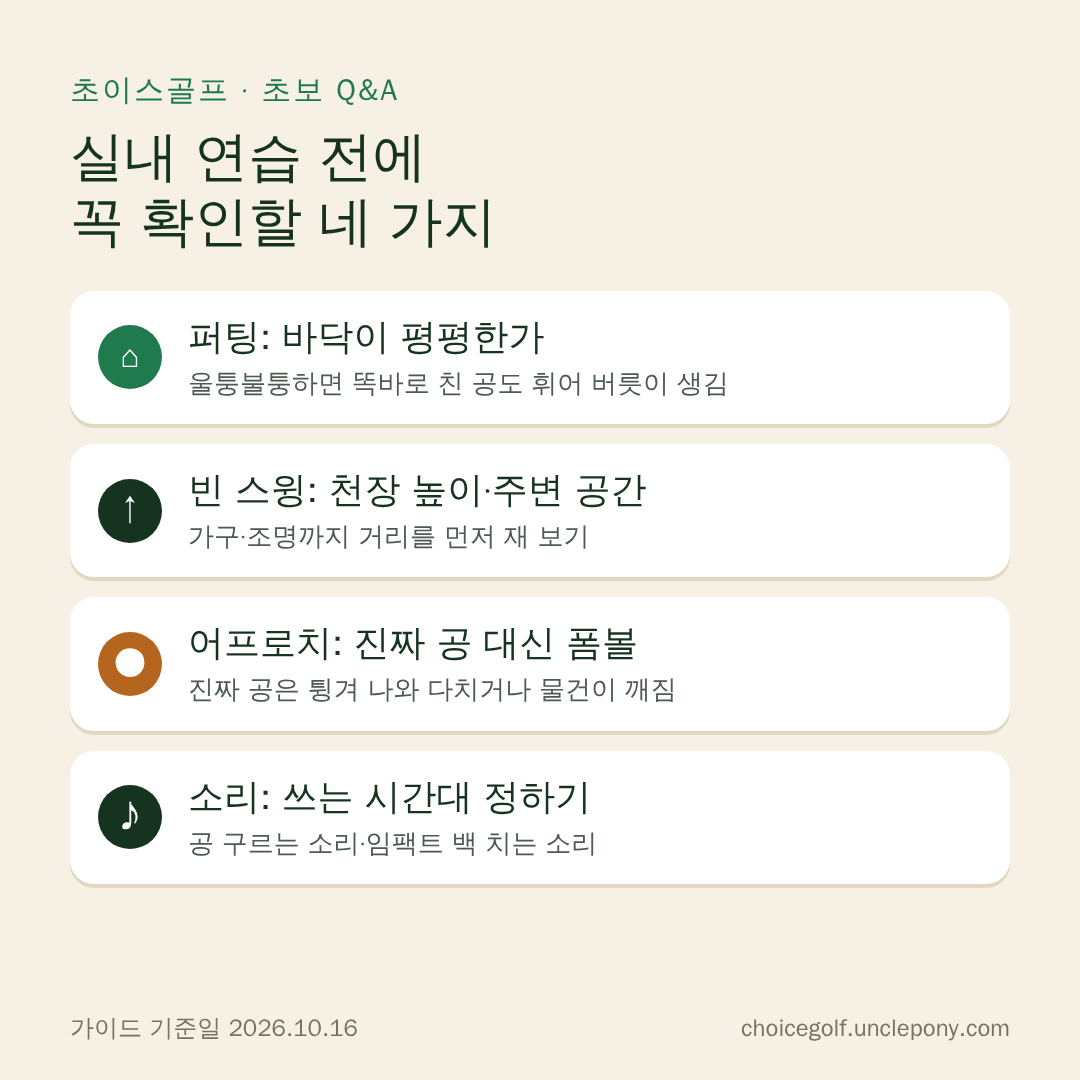 초이스골프 · 초보 Q&A
실내 연습 전에
꼭 확인할 네 가지
퍼팅: 바닥이 평평한가
울퉁불퉁하면 똑바로 친 공도 휘어 버릇이 생김
빈 스윙: 천장 높이·주변 공간
가구·조명까지 거리를 먼저 재 보기
어프로치: 진짜 공 대신 폼볼
진짜 공은 튕겨 나와 다치거나 물건이 깨짐
소리: 쓰는 시간대 정하기
공 구르는 소리·임팩트 백 치는 소리
가이드 기준일 2026.10.16
choicegolf.unclepony.com